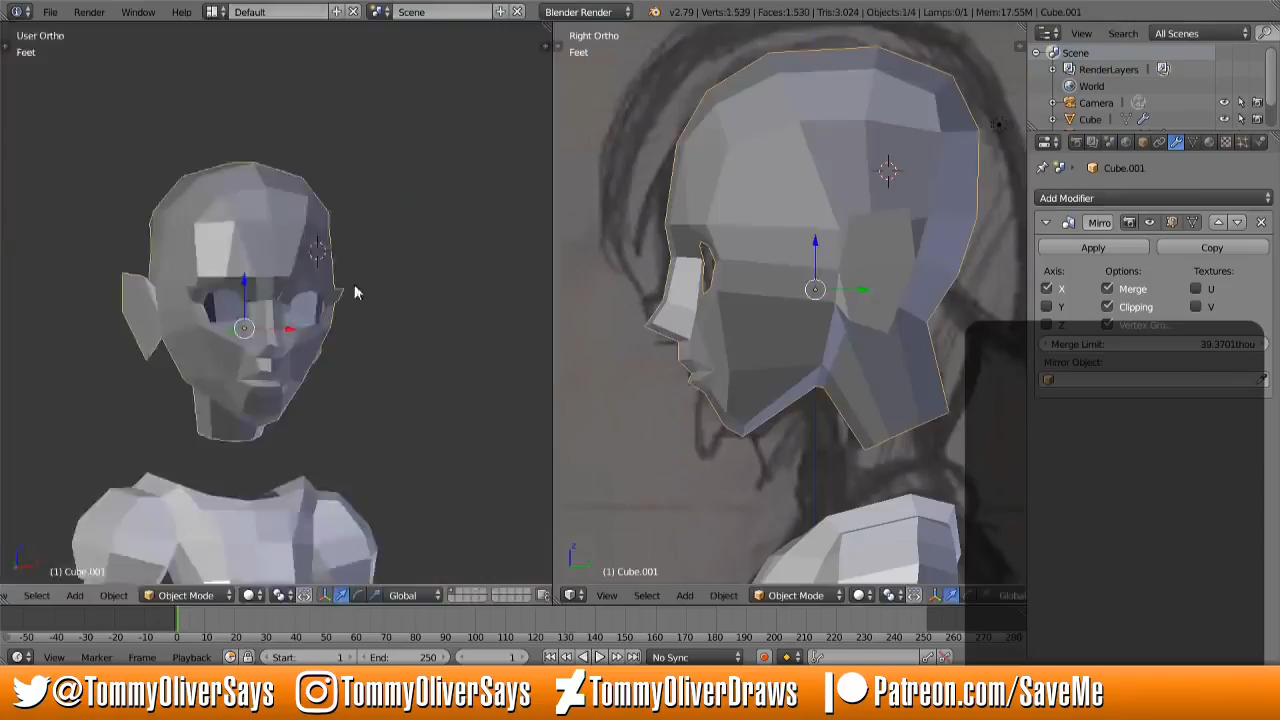 File Render Window Help Default Scene Blender Render v2.79 | Verts:1.539 | Faces:1.530 | Tris:3.024 | Objects:1/4 | Lamps:0/1 | Mem:17.55M | Cube.001
User Ortho
Feet
Right Ortho
Feet
View Search All Scenes
Scene
RenderLayers
World
Camera
Cube
Cube.001
Add Modifier
Mirro
Apply Copy
Axis: Options: Textures:
X Merge U
Y Clipping V
Z Vertex Gro..
Merge Limit: 39.3701thou
Mirror Object:
(1) Cube.001
(1) Cube.001
Select Add Object Object Mode Global
View Select Add Object Object Mode Global
-50 -40 -30 -20 -10 0 10 20 30 40 50 60 70 80 90 100 110 120 130 140 150 160 170 180 190 200 210 220 230 240 250 260 270 280
View Marker Frame Playback Start: 1 End: 250 1 No Sync
@TommyOliverSays TommyOliverSays TommyOliverDraws Patreon.com/SaveMe